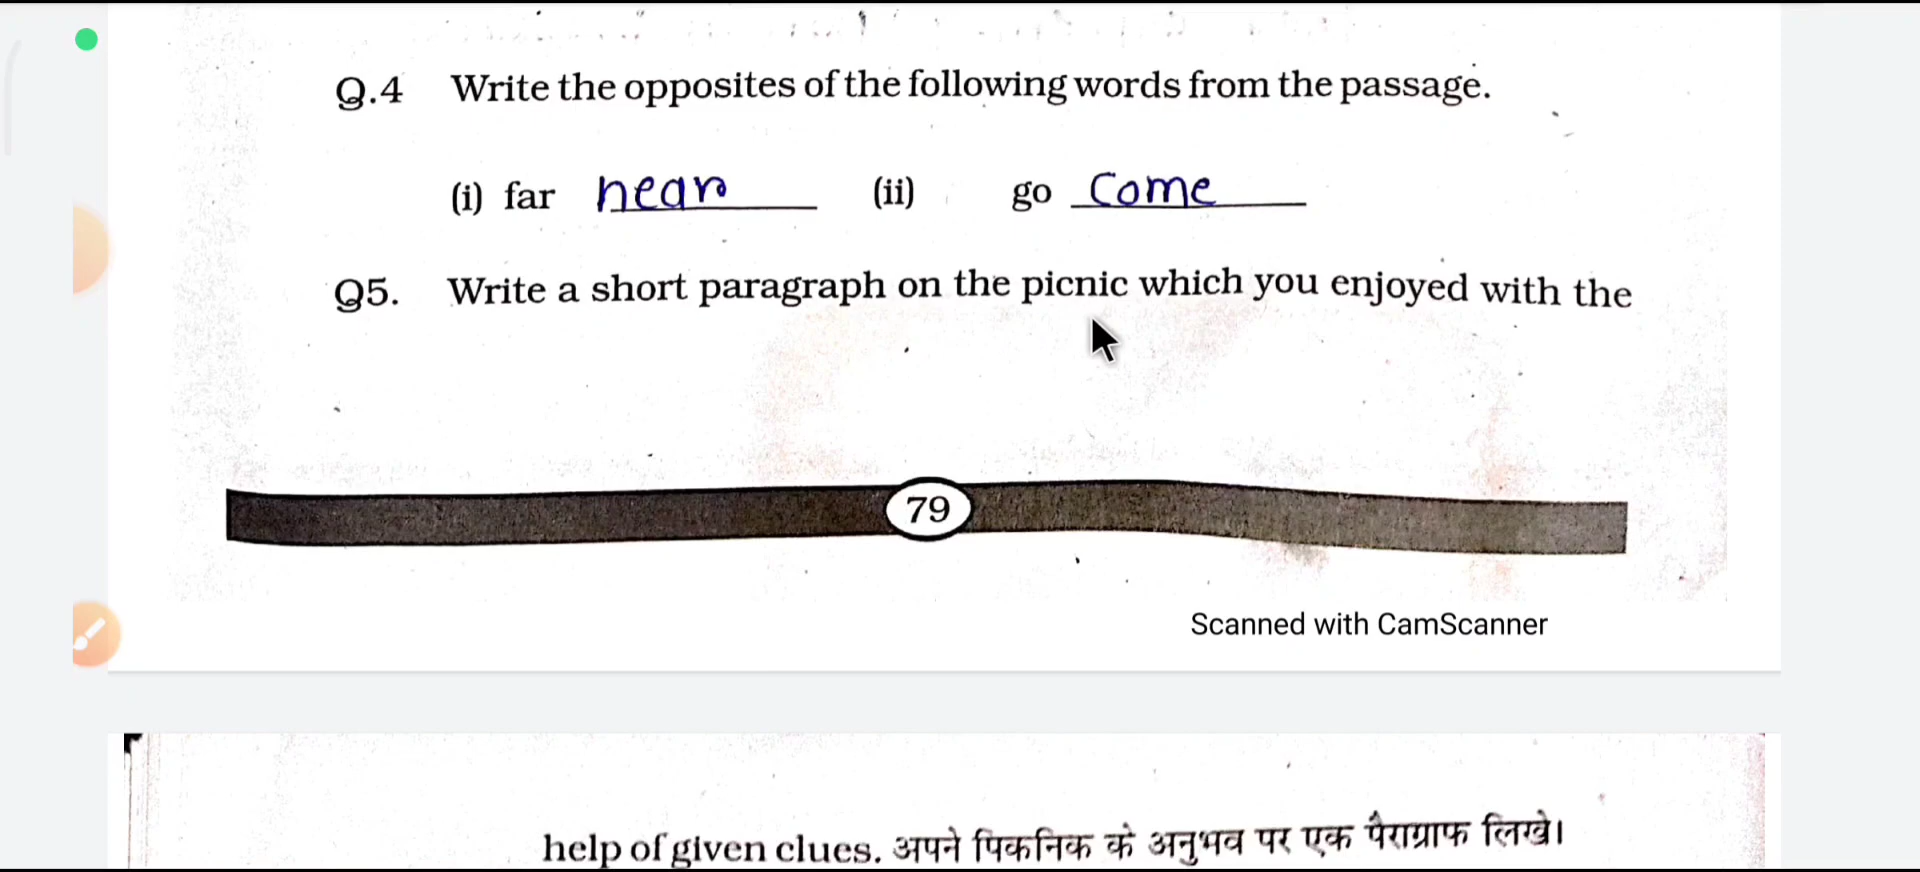 Q.4 Write the opposites of the following words from the passage.
(i) far near (ii) go Come
Q5. Write a short paragraph on the picnic which you enjoyed with the
79
Scanned with CamScanner
help of given clues. अपने पिकनिक के अनुभव पर एक पैराग्राफ लिखे।